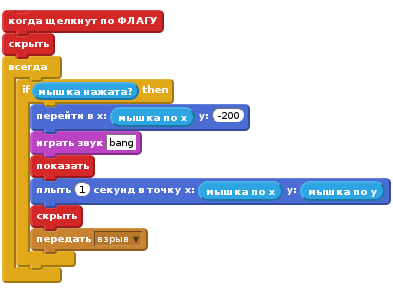 когда щелкнут по ФЛАГУ
скрыть
всегда
if мышка нажата? then
перейти в x: мышка по x y: -200
играть звук bang
показать
плыть 1 секунд в точку x: мышка по x y: мышка по y
скрыть
передать взрыв